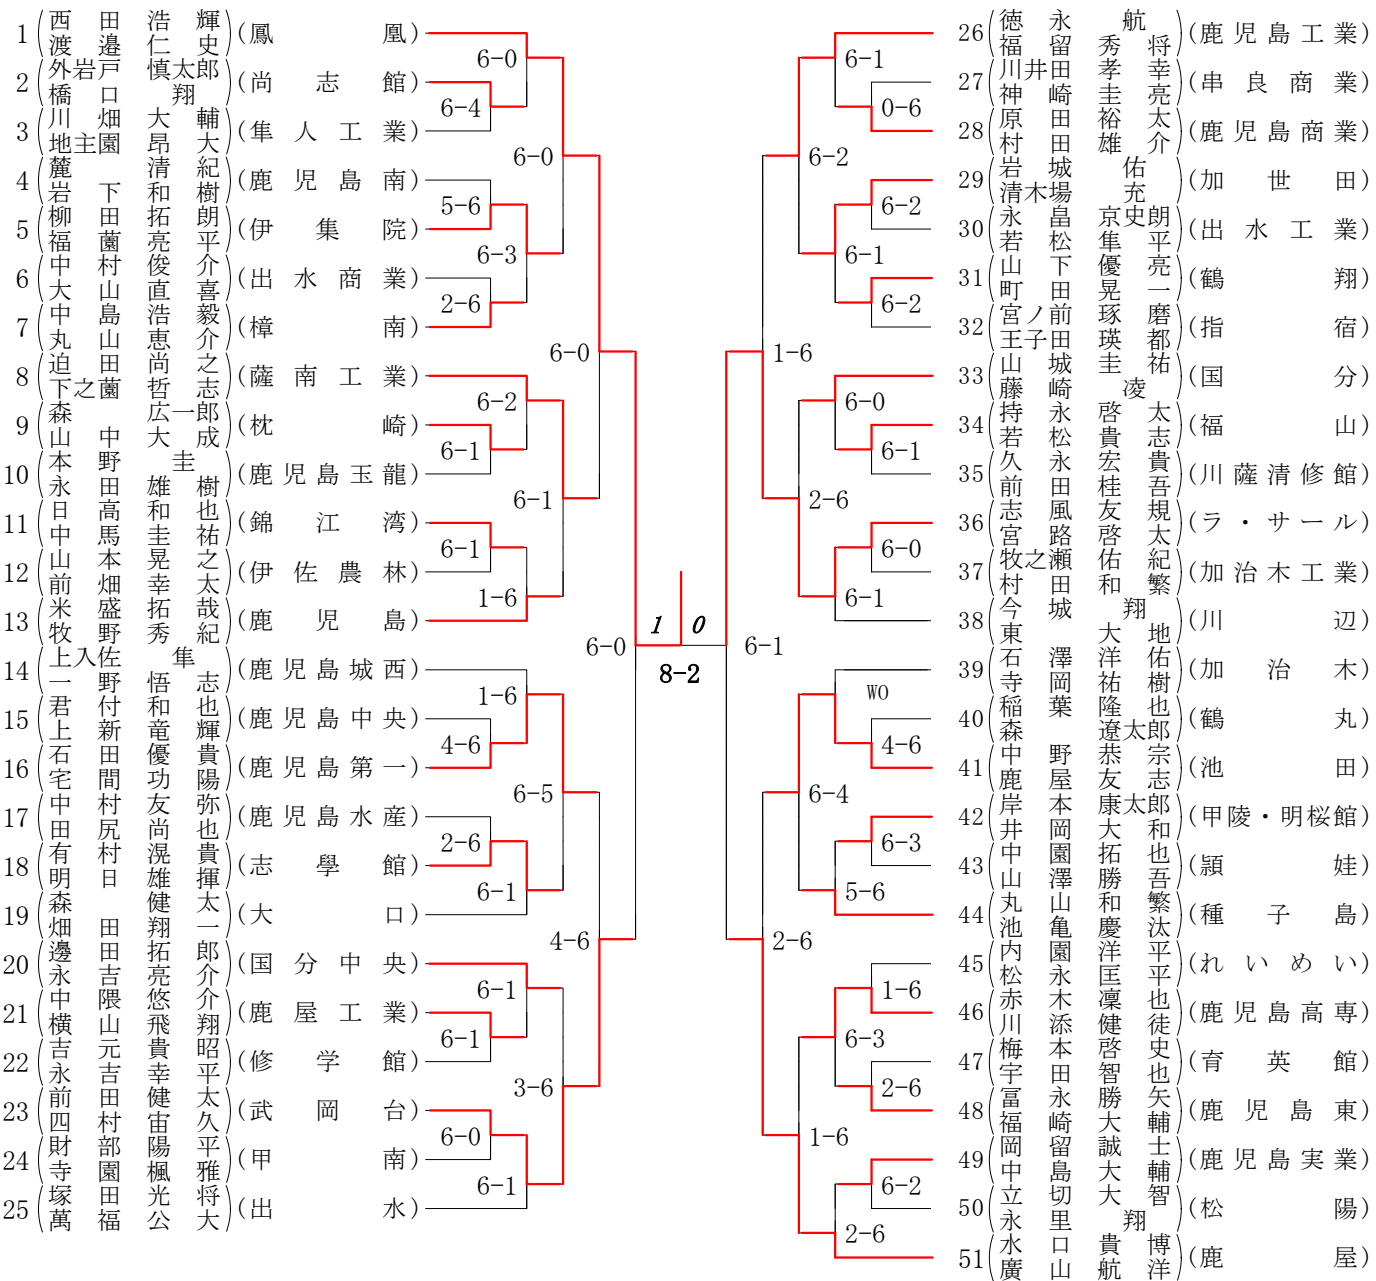 1 (西田浩輝 渡邉仁史) (鳳凰)
2 (外岩戸慎太郎 橋口翔) (尚志館)
3 (川畑大輔 地主園昂大) (隼人工業)
4 (麓清紀 岩下和樹) (鹿児島南)
5 (柳田拓朗 福薗亮平) (伊集院)
6 (中村俊介 大山直喜) (出水商業)
7 (中島浩毅 丸山恵介) (樟南)
8 (迫田尚之 下之薗哲志) (薩南工業)
9 (森広一郎 山中大成) (枕崎)
10 (本野圭 永田雄樹) (鹿児島玉龍)
11 (日高和也 中馬圭祐) (錦江湾)
12 (山本晃之 前畑幸太) (伊佐農林)
13 (米盛拓哉 牧野秀紀) (鹿児島)
14 (上入佐隼 一野悟志) (鹿児島城西)
15 (君付和也 上新竜輝) (鹿児島中央)
16 (石田優貴 宅間功陽) (鹿児島第一)
17 (中村友弥 田尻尚也) (鹿児島水産)
18 (有村滉貴 明日雄揮) (志學館)
19 (森健太 畑田翔一) (大口)
20 (邊田拓郎 永吉亮介) (国分中央)
21 (中隈悠介 横山飛翔) (鹿屋工業)
22 (吉元貴昭 永吉幸平) (修学館)
23 (前田健太 四村宙久) (武岡台)
24 (財部陽平 寺園楓雅) (甲南)
25 (塚田光将 萬福公大) (出水)
6-0
6-4
6-0
5-6
6-3
2-6
6-0
6-2
6-1
6-1
6-1
1-6
6-0
1-6
4-6
6-5
2-6
6-1
4-6
6-1
6-1
3-6
6-0
6-1
1 0
8-2
6-1
0-6
6-2
6-2
6-1
6-2
1-6
6-0
6-1
2-6
6-0
6-1
6-1
WO
4-6
6-4
6-3
5-6
2-6
1-6
6-3
2-6
1-6
6-2
2-6
26 (徳永航 福留秀将) (鹿児島工業)
27 (川井田孝幸 神崎圭亮) (串良商業)
28 (原田裕太 村田雄介) (鹿児島商業)
29 (岩城佑 清木場充) (加世田)
30 (永畠京史朗 若松隼平) (出水工業)
31 (山下優亮 町田晃一) (鶴翔)
32 (宮ノ前琢磨 王子田瑛都) (指宿)
33 (山城圭祐 藤崎凌) (国分)
34 (持永啓太 若松貴志) (福山)
35 (久永宏貴 前田桂吾) (川薩清修館)
36 (志風友規 宮路啓太) (ラ・サール)
37 (牧之瀬佑紀 村田和繁) (加治木工業)
38 (今城翔 東大地) (川辺)
39 (石澤洋佑 寺岡祐樹) (加治木)
40 (稲葉隆也 森遼太郎) (鶴丸)
41 (中野恭宗 鹿屋友志) (池田)
42 (岸本康太郎 井岡大和) (甲陵・明桜館)
43 (中園拓也 山澤勝吾) (頴娃)
44 (丸山和繁 池亀慶汰) (種子島)
45 (内園洋平 松永匡平) (れいめい)
46 (赤木凜也 川添健徒) (鹿児島高専)
47 (梅本啓史 宇田智也) (育英館)
48 (冨永勝矢 福崎大輔) (鹿児島東)
49 (岡留誠士 中島大輔) (鹿児島実業)
50 (立切大智 永里翔) (松陽)
51 (水口貴博 廣山航洋) (鹿屋)